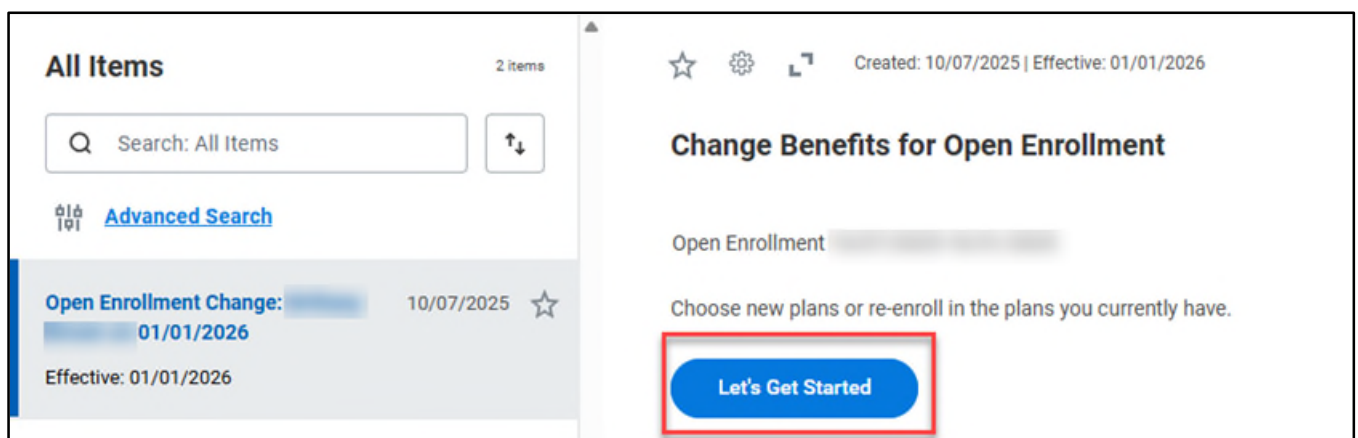 All Items
2 items
Search: All Items
Advanced Search
Open Enrollment Change:
10/07/2025
01/01/2026
Effective: 01/01/2026
Created: 10/07/2025 | Effective: 01/01/2026
Change Benefits for Open Enrollment
Open Enrollment
Choose new plans or re-enroll in the plans you currently have.
Let's Get Started